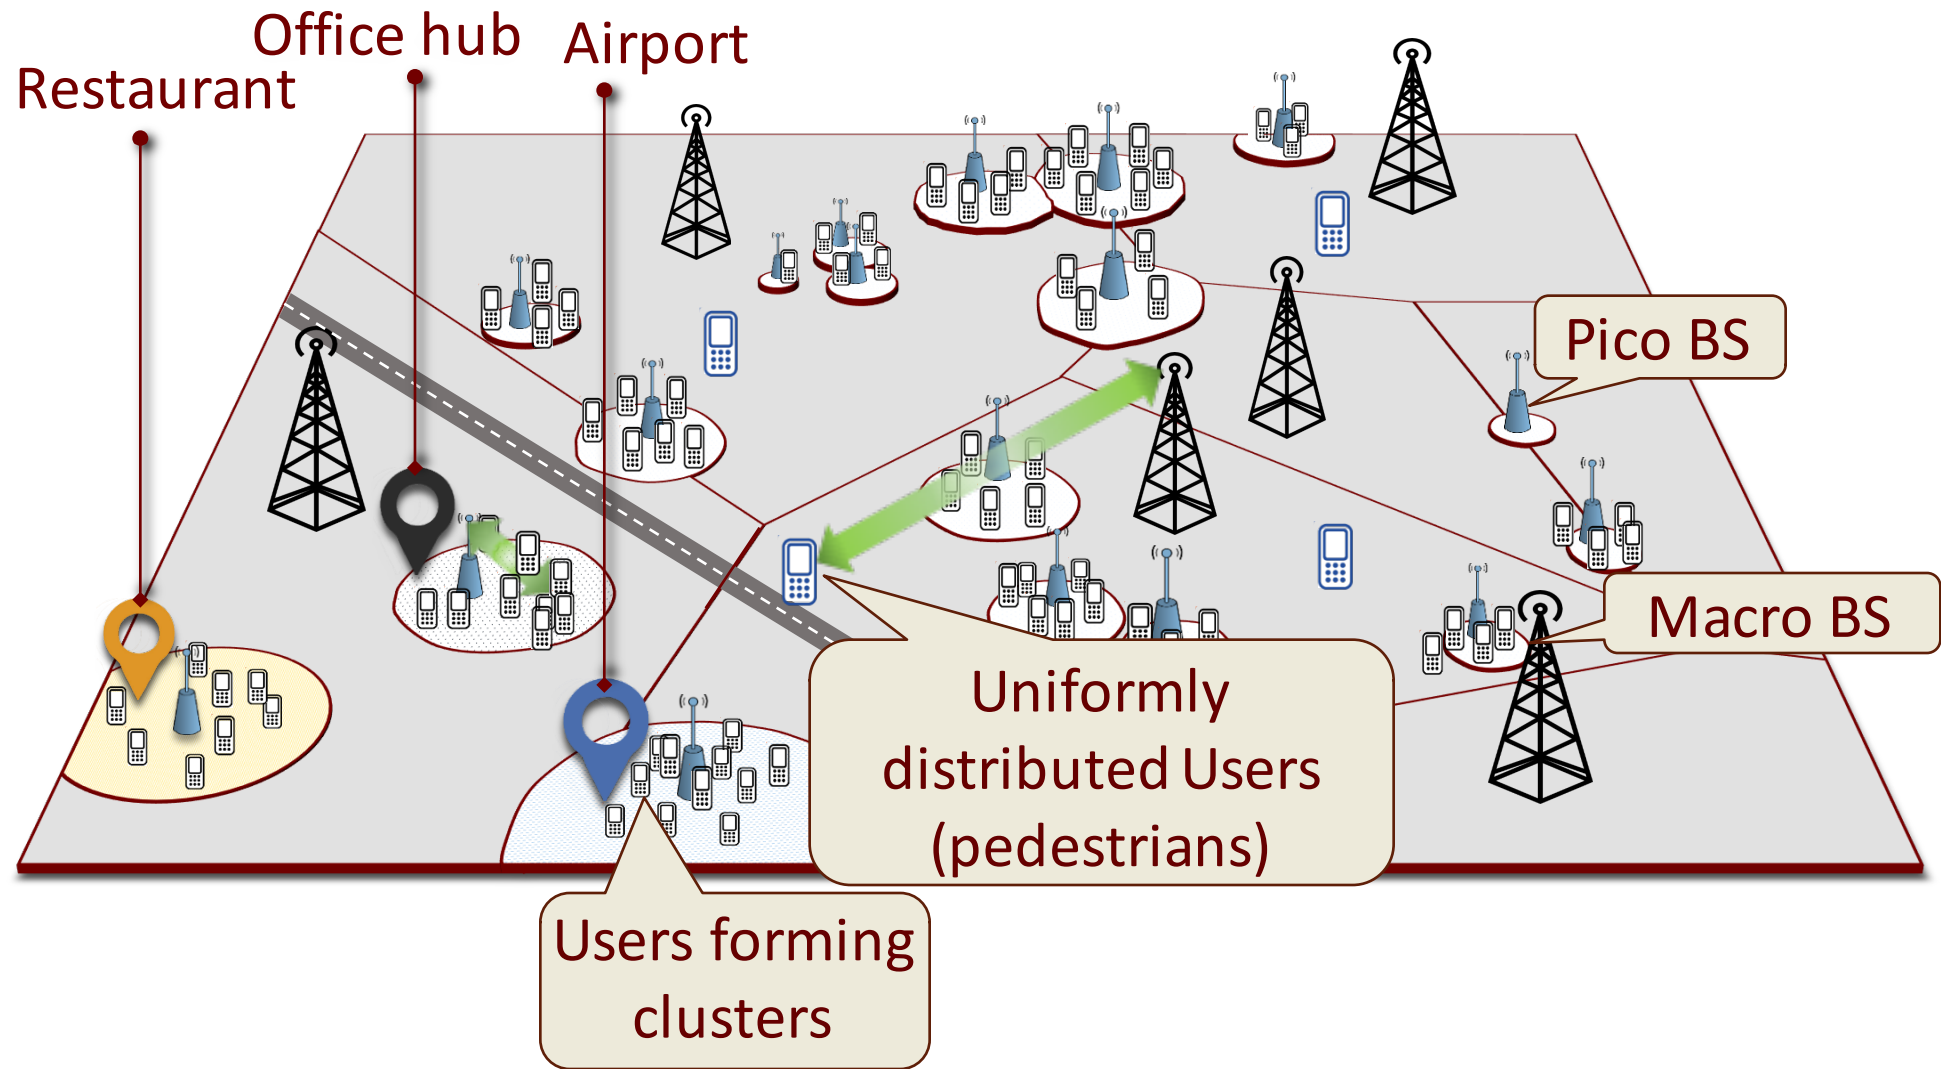 Office hub
Airport
Restaurant
Pico BS
Macro BS
Uniformly
distributed Users
(pedestrians)
Users forming
clusters